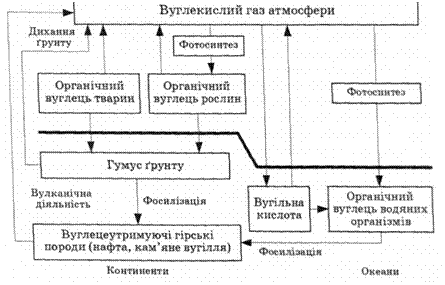 Вуглекислий газ атмосфери
Дихання
ґрунту
Фотосинтез
Органічний
вуглець тварин
Органічний
вуглець рослин
Фотосинтез
Гумус ґрунту
Вулканічна
діяльність
Фосилізація
Вугільна
кислота
Органічний
вуглець водяних
організмів
Вуглецеутримуючі гірські
породи (нафта, кам'яне вугілля)
Фосилізація
Континенти
Океани